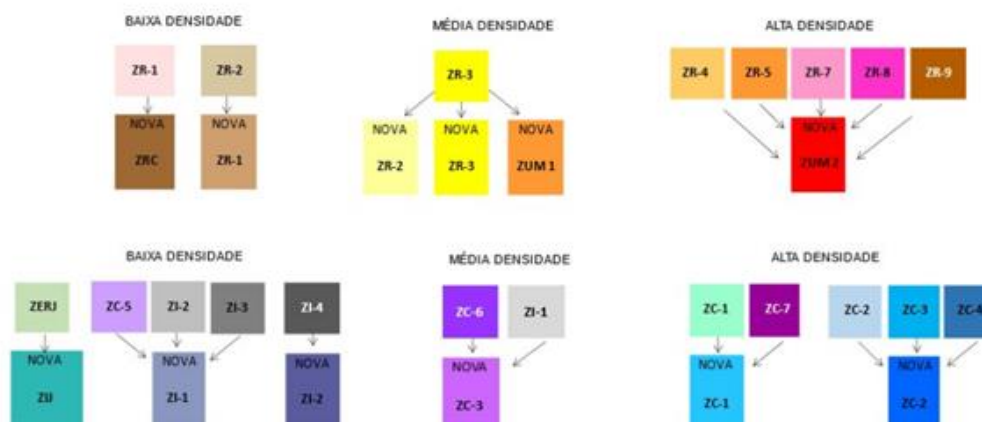 BAIXA DENSIDADE
MÉDIA DENSIDADE
ALTA DENSIDADE
ZR-1
ZR-2
ZR-3
ZR-4
ZR-5
ZR-7
ZR-8
ZR-9
NOVA
ZRC
NOVA
ZR-1
NOVA
ZR-2
NOVA
ZR-3
NOVA
ZUM 1
NOVA
ZUM 2
BAIXA DENSIDADE
MÉDIA DENSIDADE
ALTA DENSIDADE
ZERJ
ZC-5
ZI-2
ZI-3
ZI-4
ZC-6
ZI-1
ZC-1
ZC-7
ZC-2
ZC-3
ZC-4
NOVA
ZIJ
NOVA
ZI-1
NOVA
ZI-2
NOVA
ZC-3
NOVA
ZC-1
NOVA
ZC-2